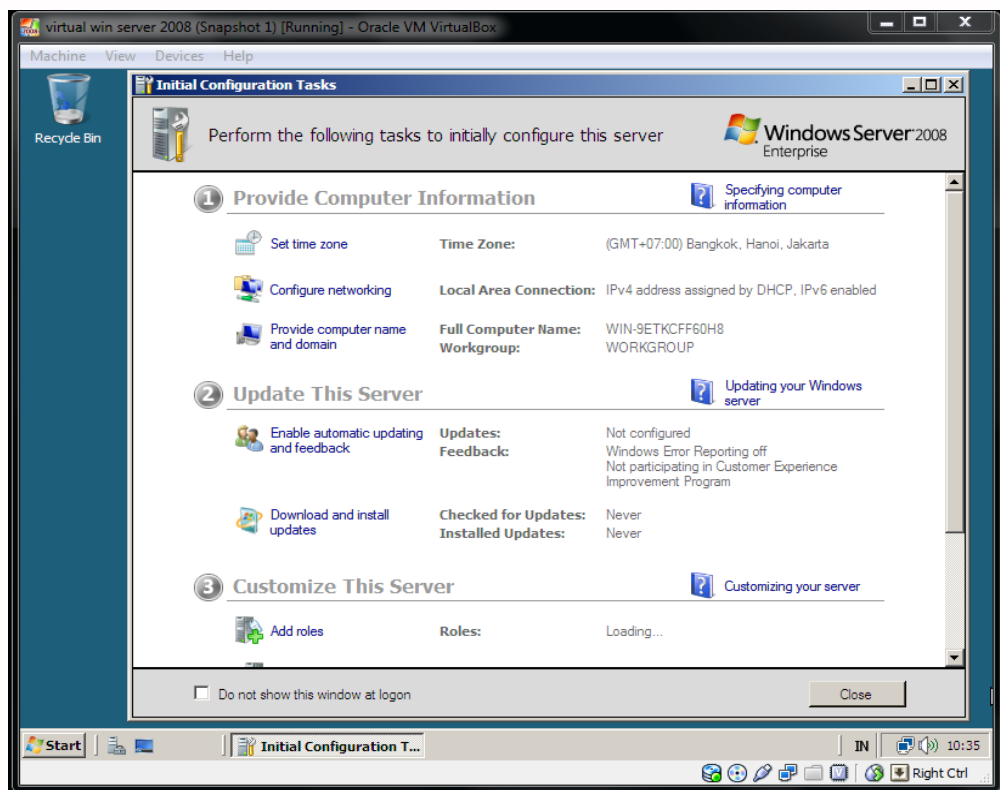 virtual win server 2008 (Snapshot 1) [Running] - Oracle VM VirtualBox
Machine View Devices Help
Recycle Bin
Initial Configuration Tasks
Perform the following tasks to initially configure this server
Windows Server 2008
Enterprise
1 Provide Computer Information
Specifying computer
information
Set time zone Time Zone: (GMT+07:00) Bangkok, Hanoi, Jakarta
Configure networking Local Area Connection: IPv4 address assigned by DHCP, IPv6 enabled
Provide computer name
and domain
Full Computer Name: WIN-9ETKCFF60H8
Workgroup: WORKGROUP
2 Update This Server
Updating your Windows
server
Enable automatic updating
and feedback
Updates: Not configured
Feedback: Windows Error Reporting off
Not participating in Customer Experience
Improvement Program
Download and install
updates
Checked for Updates: Never
Installed Updates: Never
3 Customize This Server
Customizing your server
Add roles Roles: Loading...
Do not show this window at logon
Close
Start
Initial Configuration T...
IN
10:35
Right Ctrl